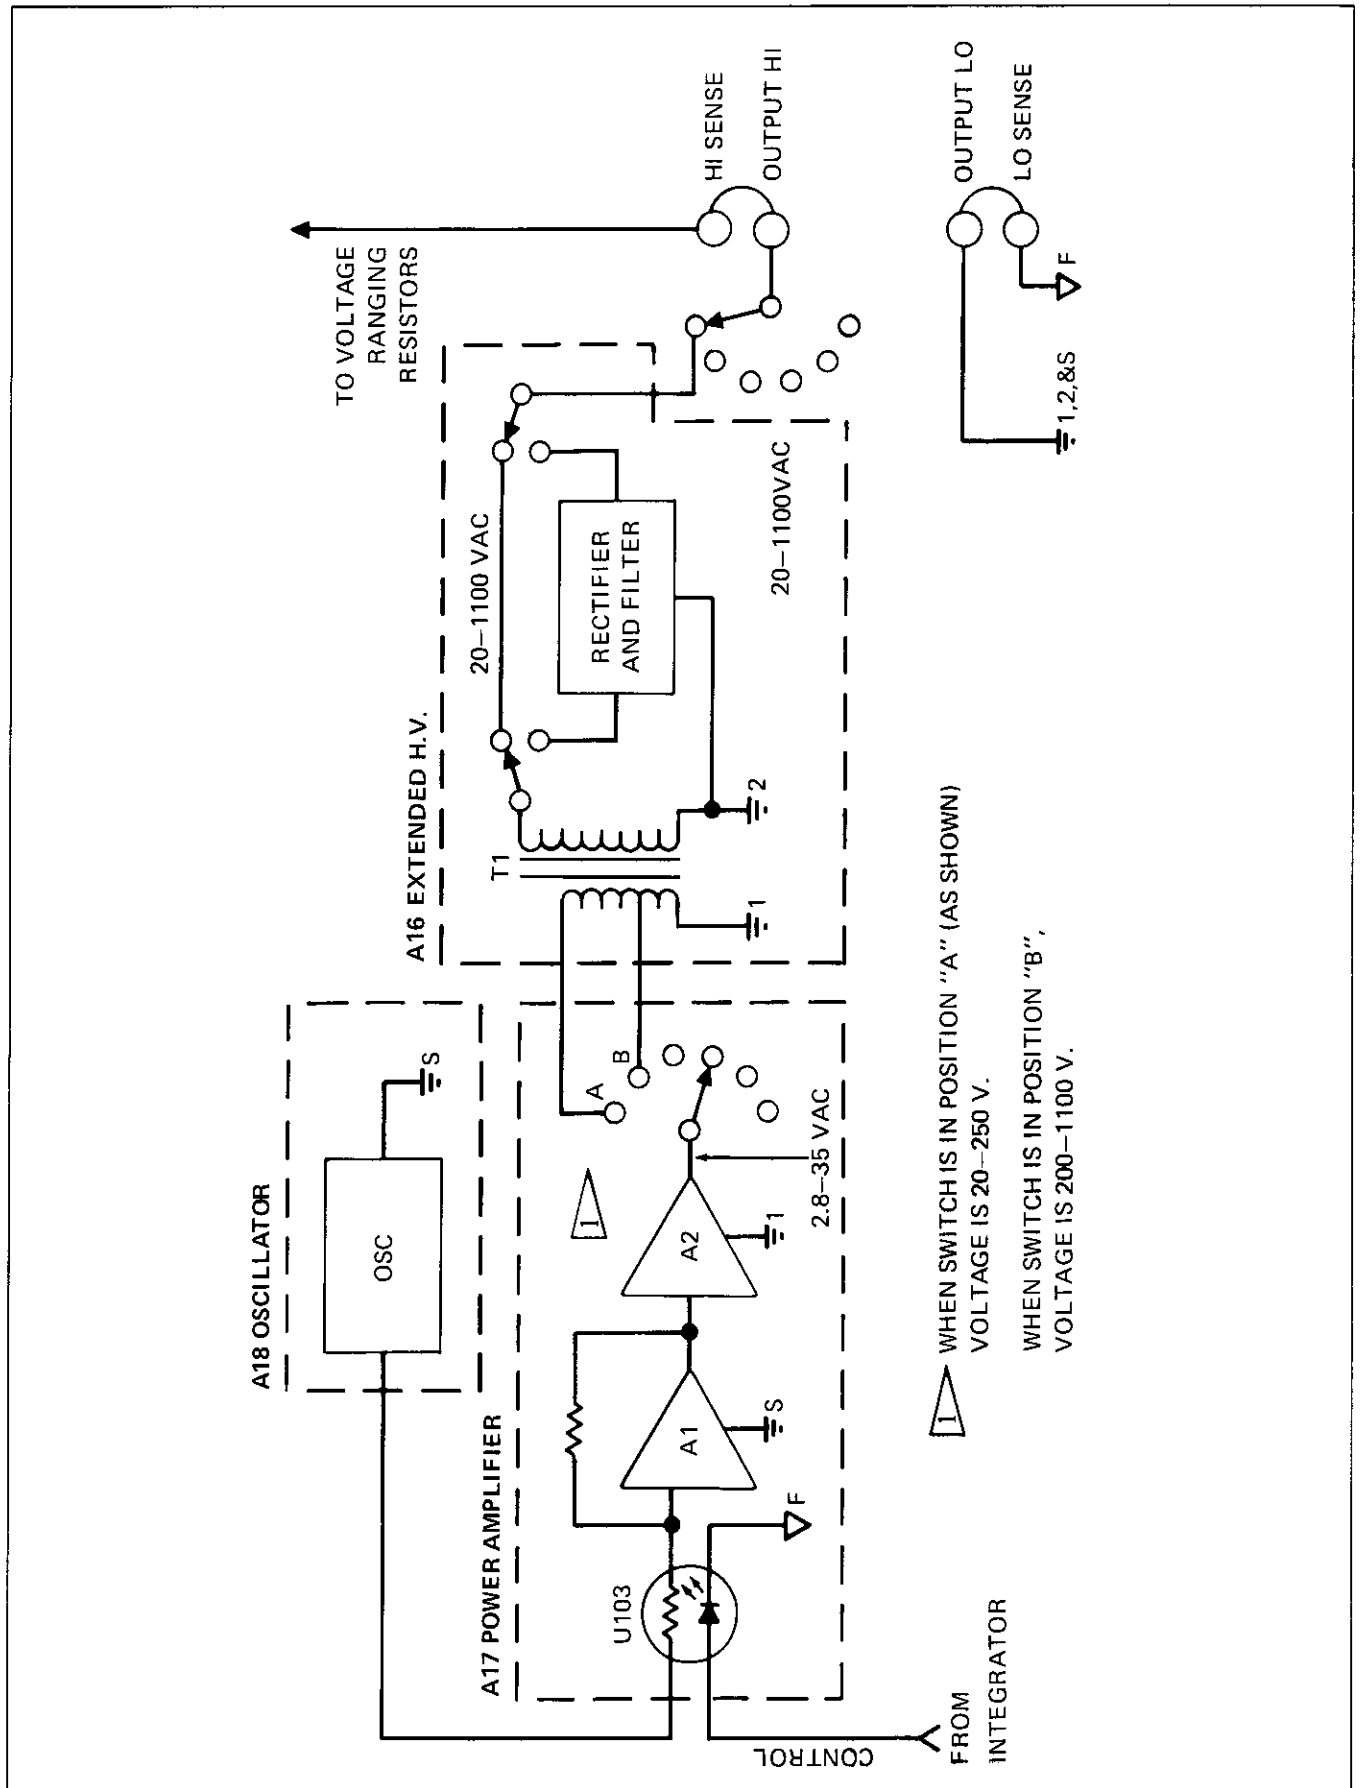 A18 OSCILLATOR
OSC
S
A17 POWER AMPLIFIER
U103
A1
S
F
A2
1
2.8–35 VAC
1
A
B
CONTROL
FROM
INTEGRATOR
A16 EXTENDED H.V.
T1
1
2
20–1100 VAC
RECTIFIER
AND FILTER
20–1100VAC
TO VOLTAGE
RANGING
RESISTORS
HI SENSE
OUTPUT HI
OUTPUT LO
LO SENSE
F
1,2,&S
1 WHEN SWITCH IS IN POSITION "A" (AS SHOWN)
VOLTAGE IS 20–250 V.
WHEN SWITCH IS IN POSITION "B",
VOLTAGE IS 200–1100 V.